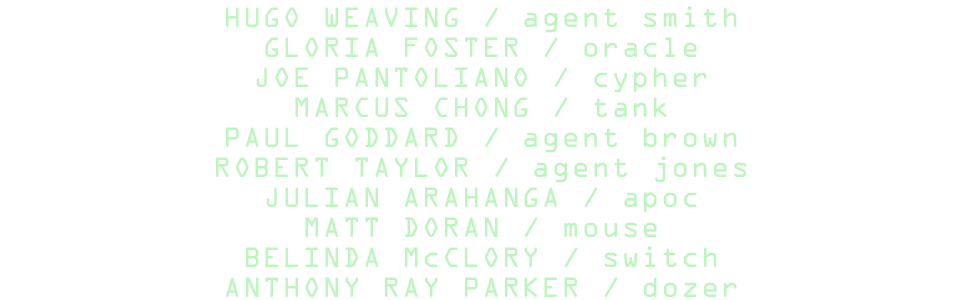 HUGO WEAVING / agent smith
GLORIA FOSTER / oracle
JOE PANTOLIANO / cypher
MARCUS CHONG / tank
PAUL GODDARD / agent brown
ROBERT TAYLOR / agent jones
JULIAN ARAHANGA / apoc
MATT DORAN / mouse
BELINDA McCLORY / switch
ANTHONY RAY PARKER / dozer